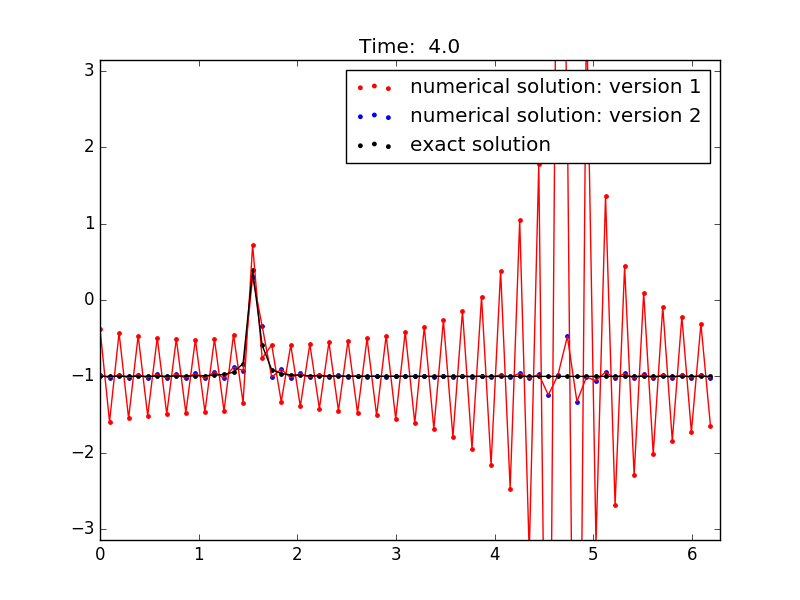 Time: 4.0
numerical solution: version 1
numerical solution: version 2
exact solution
3
2
1
0
−1
−2
−3
0 1 2 3 4 5 6